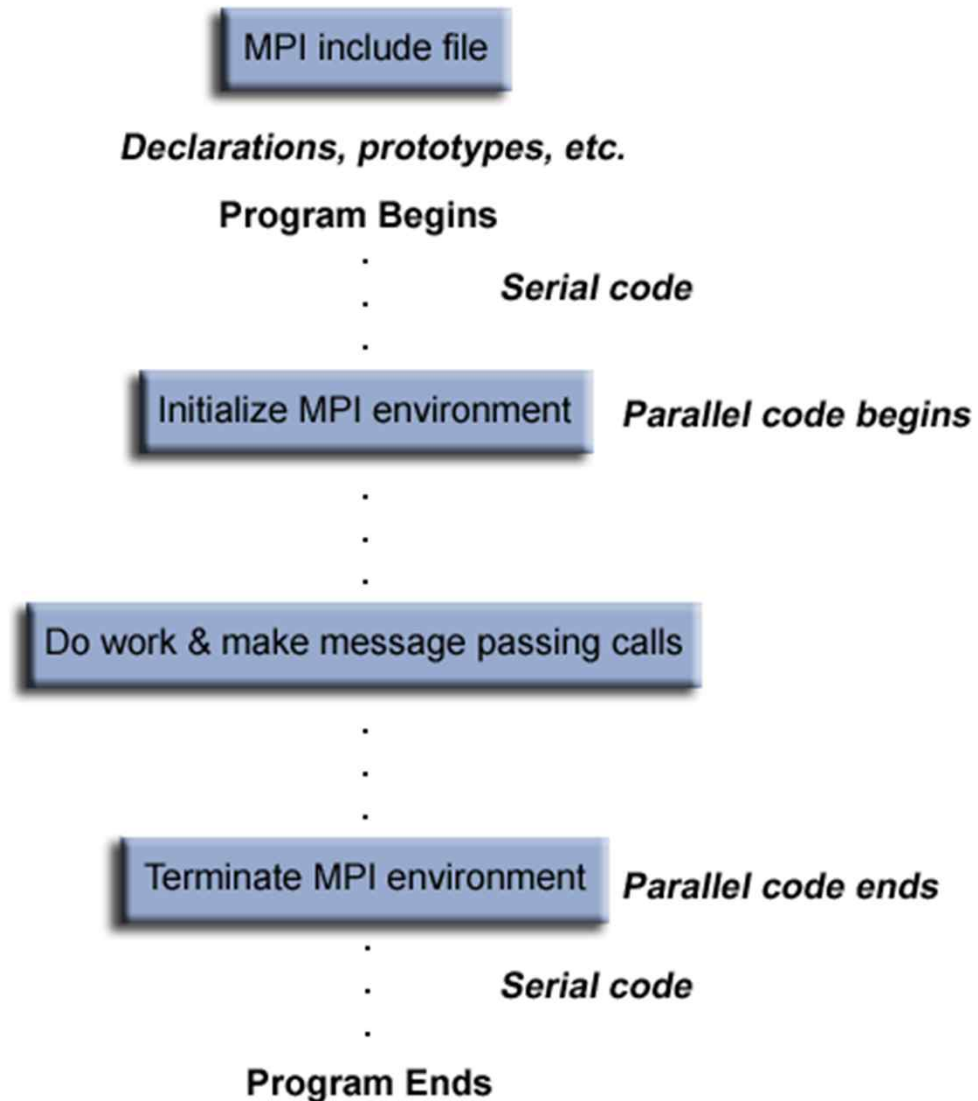 MPI include file
Declarations, prototypes, etc.
Program Begins
Serial code
Initialize MPI environment
Parallel code begins
Do work & make message passing calls
Terminate MPI environment
Parallel code ends
Serial code
Program Ends